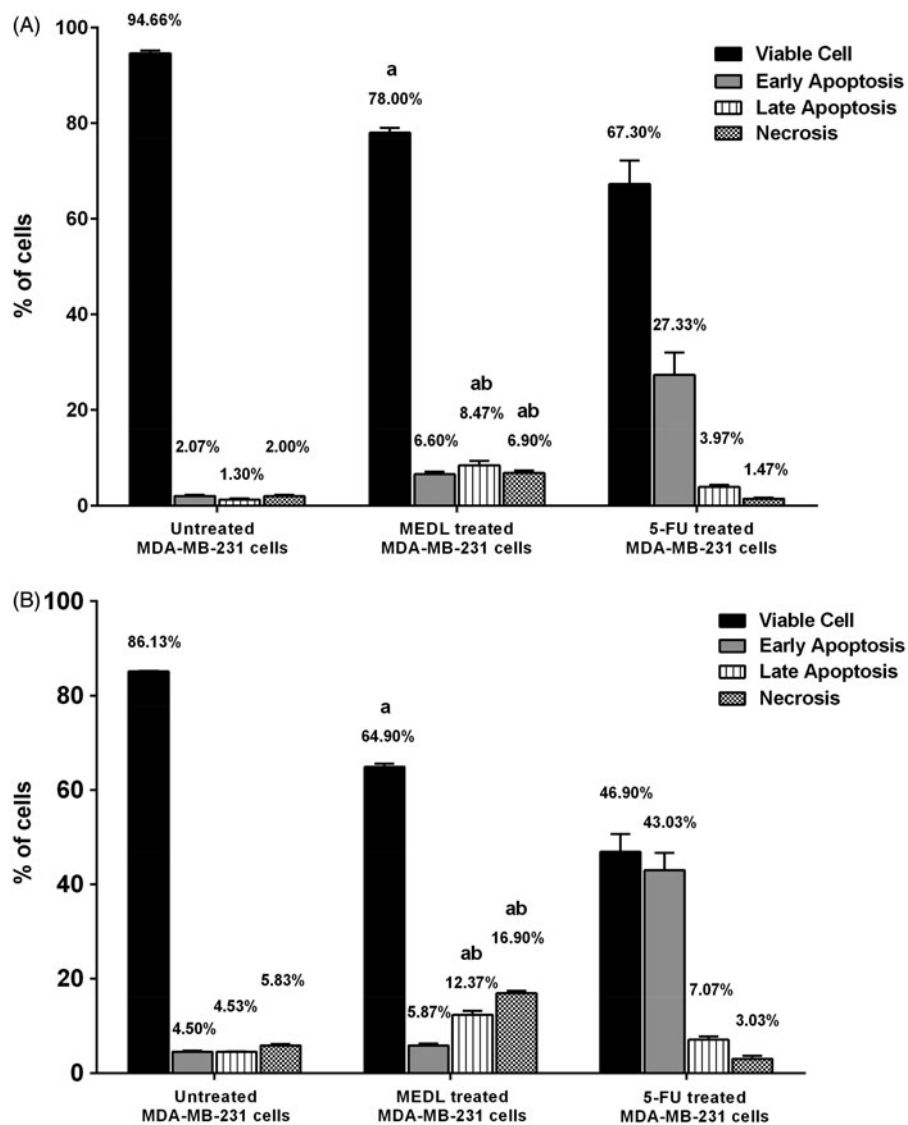 (A)
100
80
60
40
20
0
% of cells
94.66%
2.07%
1.30%
2.00%
a
78.00%
6.60%
ab
8.47%
ab
6.90%
67.30%
27.33%
3.97%
1.47%
Viable Cell
Early Apoptosis
Late Apoptosis
Necrosis
Untreated
MDA-MB-231 cells
MEDL treated
MDA-MB-231 cells
5-FU treated
MDA-MB-231 cells
(B)
100
80
60
40
20
0
% of cells
86.13%
4.50%
4.53%
5.83%
a
64.90%
5.87%
ab
12.37%
ab
16.90%
46.90%
43.03%
7.07%
3.03%
Viable Cell
Early Apoptosis
Late Apoptosis
Necrosis
Untreated
MDA-MB-231 cells
MEDL treated
MDA-MB-231 cells
5-FU treated
MDA-MB-231 cells